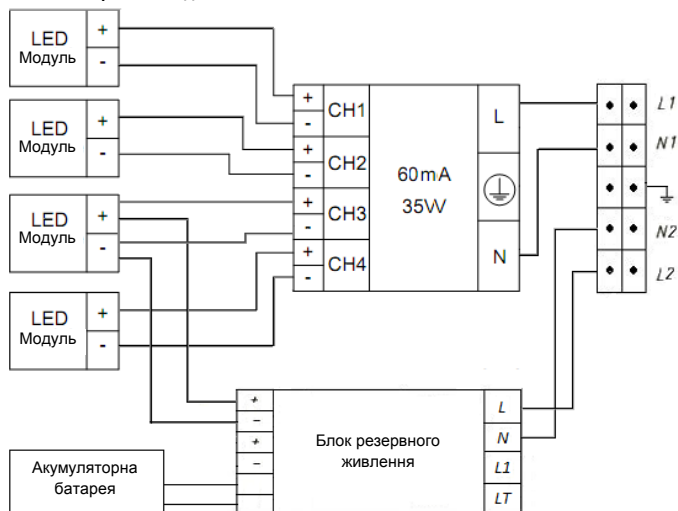 LED
Модуль
+
-
LED
Модуль
+
-
LED
Модуль
+
-
LED
Модуль
+
-
+
-
CH1
+
-
CH2
+
-
CH3
+
-
CH4
60mA
35W
L
N
L1
N1
N2
L2
+
-
+
-
Блок резервного
живлення
L
N
L1
LT
Акумуляторна
батарея